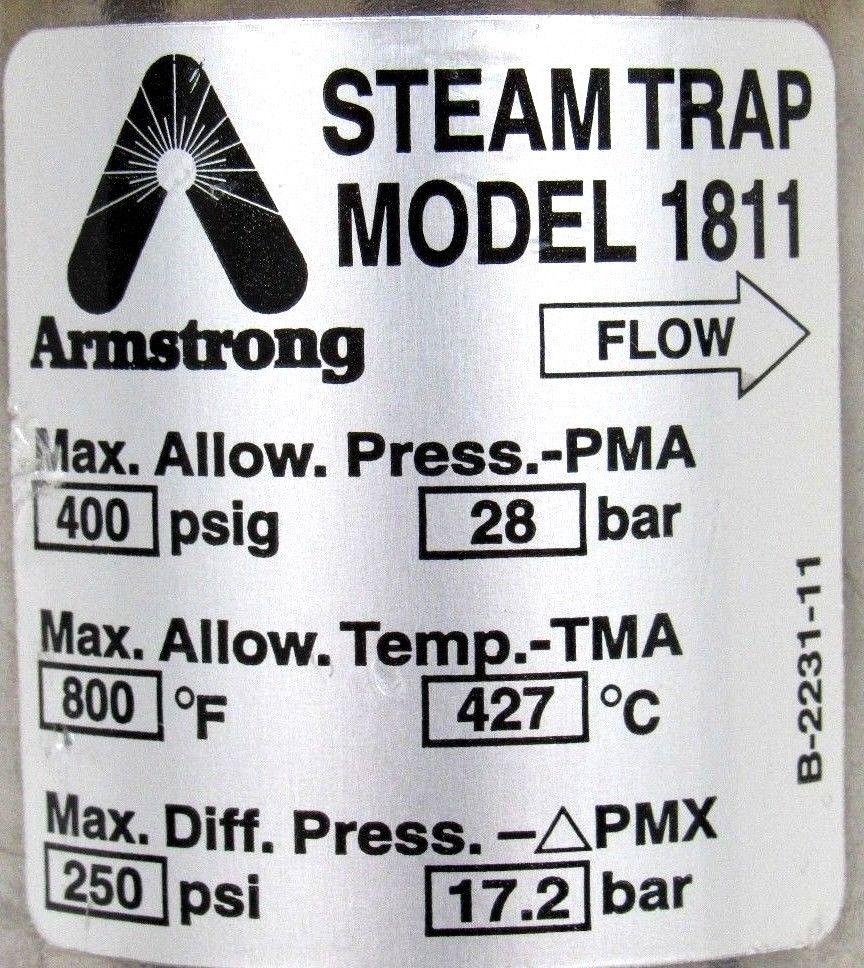 STEAM TRAP
MODEL 1811
Armstrong
FLOW
Max. Allow. Press.-PMA
400 psig 28 bar
Max. Allow. Temp.-TMA
800 °F 427 °C
Max. Diff. Press. –△PMX
250 psi 17.2 bar
B-2231-11